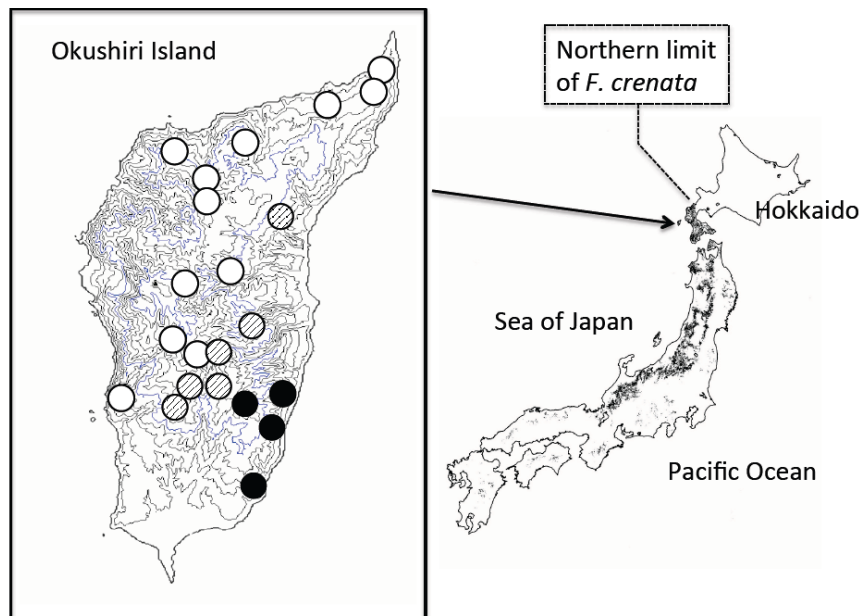 Okushiri Island
Northern limit
of F. crenata
Hokkaido
Sea of Japan
Pacific Ocean